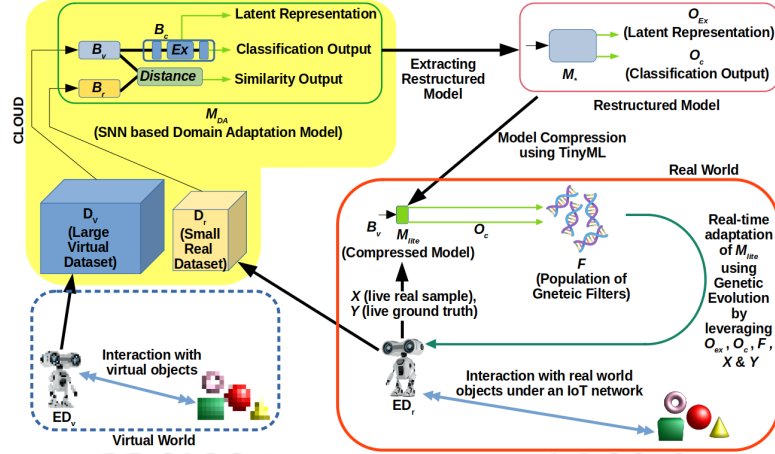 Latent Representation
B_c
B_v
Ex
Classification Output
Distance
B_r
Similarity Output
M_DA
(SNN based Domain Adaptation Model)
CLOUD
Extracting
Restructured
Model
O_Ex
(Latent Representation)
O_c
(Classification Output)
M_*
Restructured Model
Model Compression
using TinyML
D_v
(Large
Virtual
Dataset)
D_r
(Small
Real
Dataset)
Real World
B_v
M_lite
O_c
(Compressed Model)
F
(Population of
Gneteic Filters)
X (live real sample),
Y (live ground truth)
Real-time
adaptation
of M_lite
using
Genetic
Evolution
by
leveraging
O_ex , O_c , F ,
X & Y
Interaction with
virtual objects
ED_v
Virtual World
ED_r
Interaction with real world
objects under an IoT network